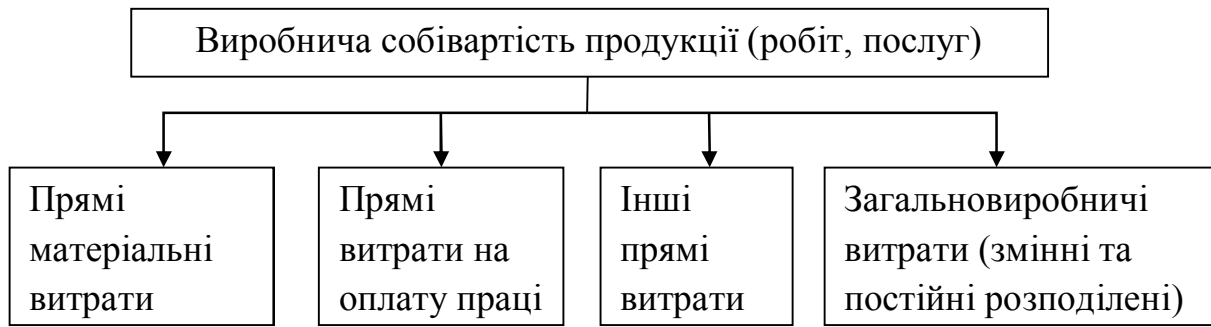 Виробнича собівартість продукції (робіт, послуг)
Прямі
матеріальні
витрати
Прямі
витрати на
оплату праці
Інші
прямі
витрати
Загальновиробничі
витрати (змінні та
постійні розподілені)